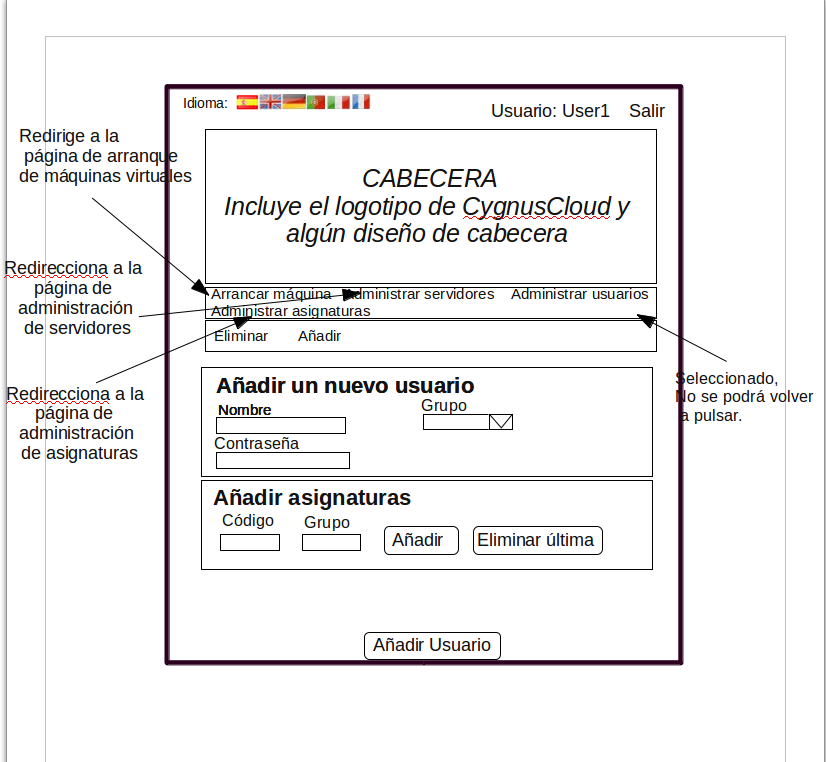 Idioma:
Usuario: User1 Salir
Redirige a la
página de arranque
de máquinas virtuales
CABECERA
Incluye el logotipo de CygnusCloud y
algún diseño de cabecera
Redirecciona a la
página de
administración
de servidores
Arrancar máquina Administrar servidores Administrar usuarios
Administrar asignaturas
Eliminar Añadir
Redirecciona a la
página de
administración
de asignaturas
Seleccionado,
No se podrá volver
a pulsar.
Añadir un nuevo usuario
Nombre
Grupo
Contraseña
Añadir asignaturas
Código Grupo
Añadir Eliminar última
Añadir Usuario